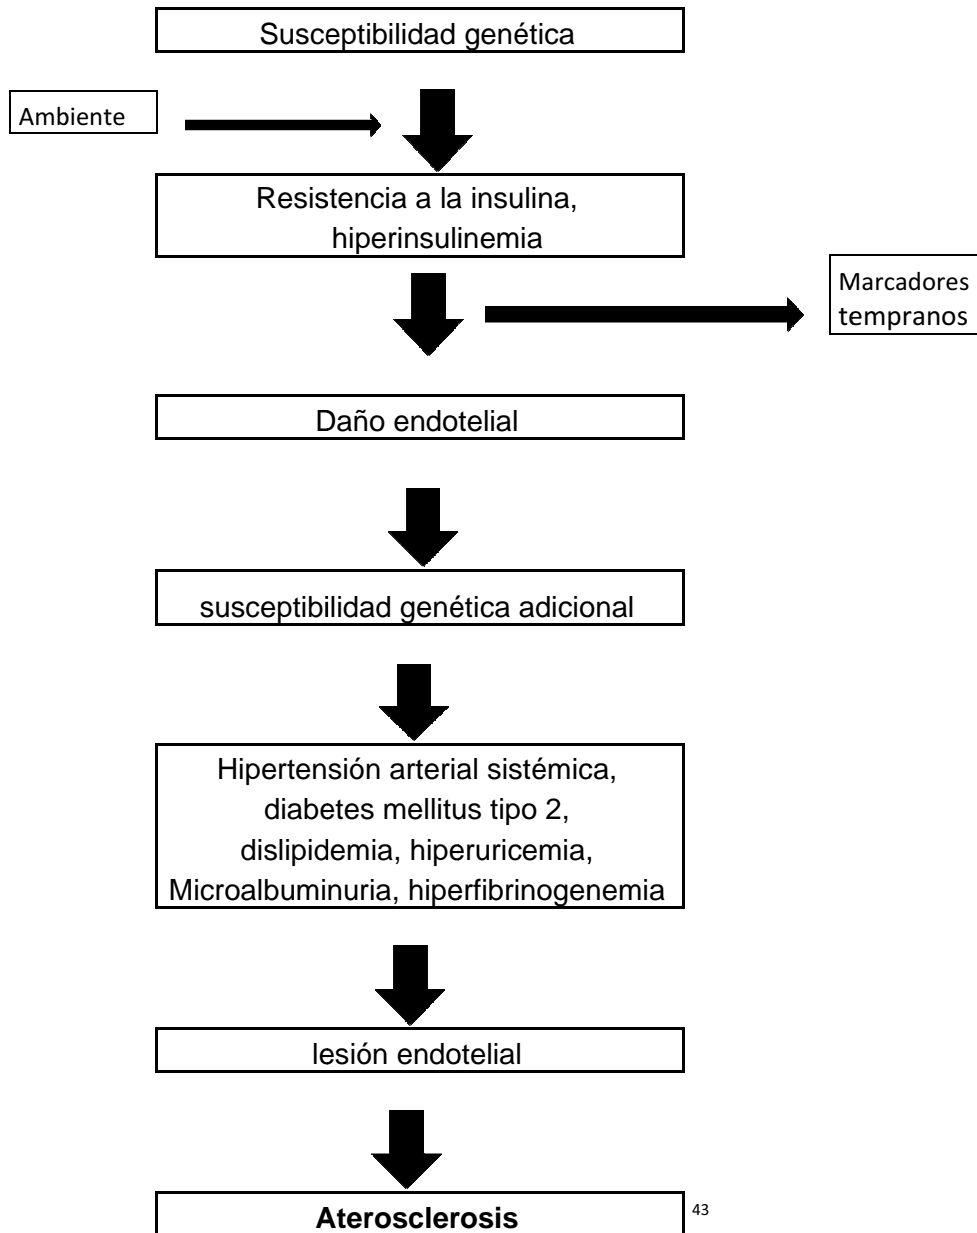 Susceptibilidad genética
Ambiente
Resistencia a la insulina,
hiperinsulinemia
Marcadores
tempranos
Daño endotelial
susceptibilidad genética adicional
Hipertensión arterial sistémica,
diabetes mellitus tipo 2,
dislipidemia, hiperuricemia,
Microalbuminuria, hiperfibrinogenemia
lesión endotelial
Aterosclerosis
43